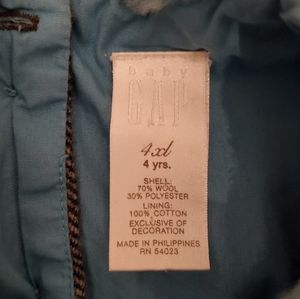 baby
GAP
4xl
4 yrs.
SHELL:
70% WOOL
30% POLYESTER
LINING:
100% COTTON
EXCLUSIVE OF
DECORATION
MADE IN PHILIPPINES
RN 54023